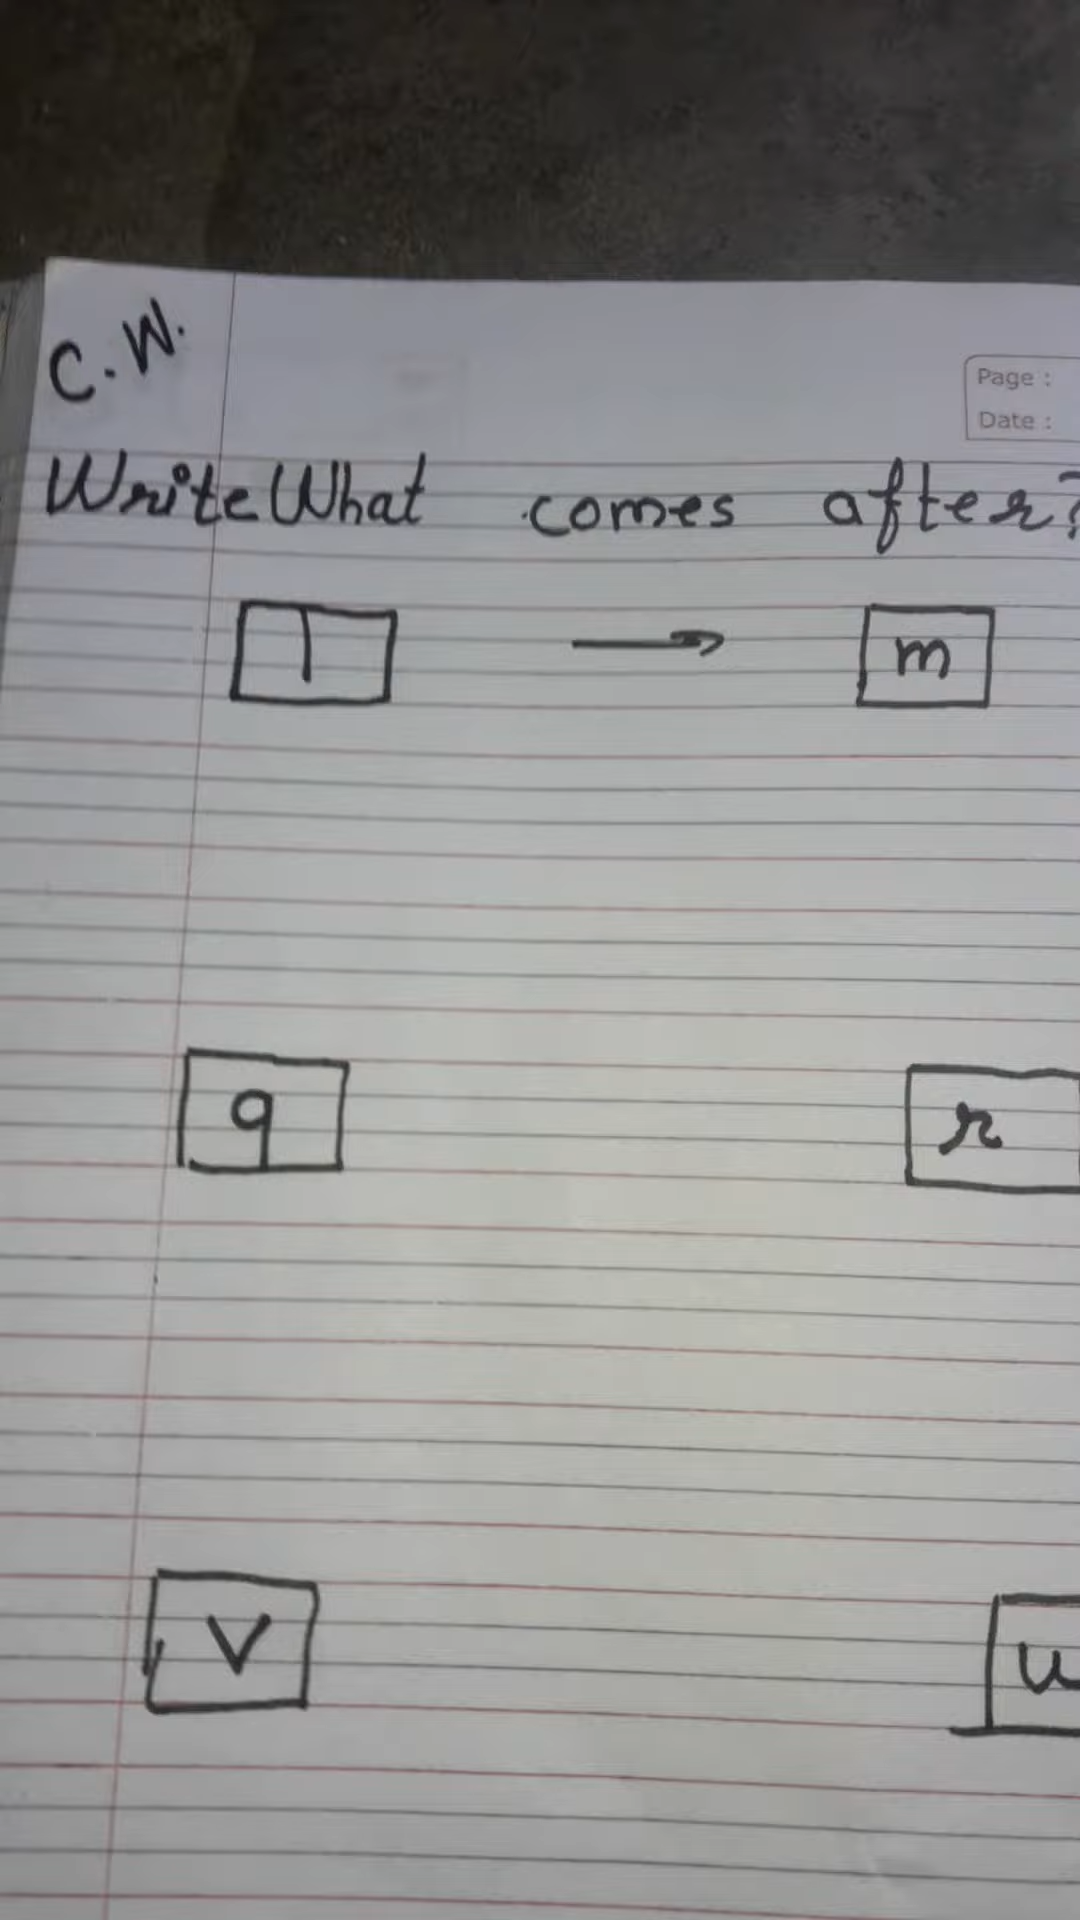 C.W.
Page :
Date :
Write What comes after?
l → m
q r
v